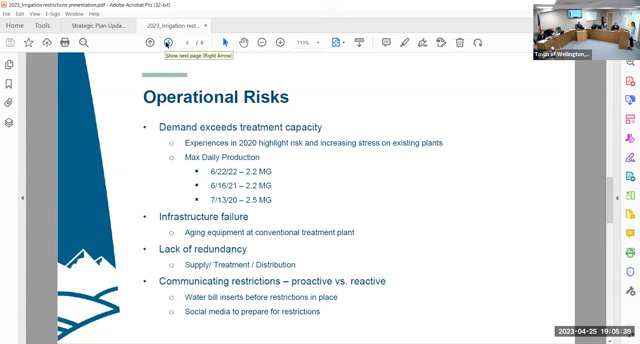 2023_Irrigation restrictions presentation.pdf - Adobe Acrobat Pro (32-bit)
File Edit View E-Sign Window Help
Home Tools Strategic Plan Upda... 2023_Irrigation rest... ×
4 / 6 113%
Show next page (Right Arrow)
Town of Wellington,...
Operational Risks
• Demand exceeds treatment capacity
o Experiences in 2020 highlight risk and increasing stress on existing plants
o Max Daily Production
▪ 6/22/22 – 2.2 MG
▪ 6/16/21 – 2.2 MG
▪ 7/13/20 – 2.5 MG
• Infrastructure failure
o Aging equipment at conventional treatment plant
• Lack of redundancy
o Supply/ Treatment / Distribution
• Communicating restrictions – proactive vs. reactive
o Water bill inserts before restrictions in place
o Social media to prepare for restrictions
2023-04-25 19:05:39